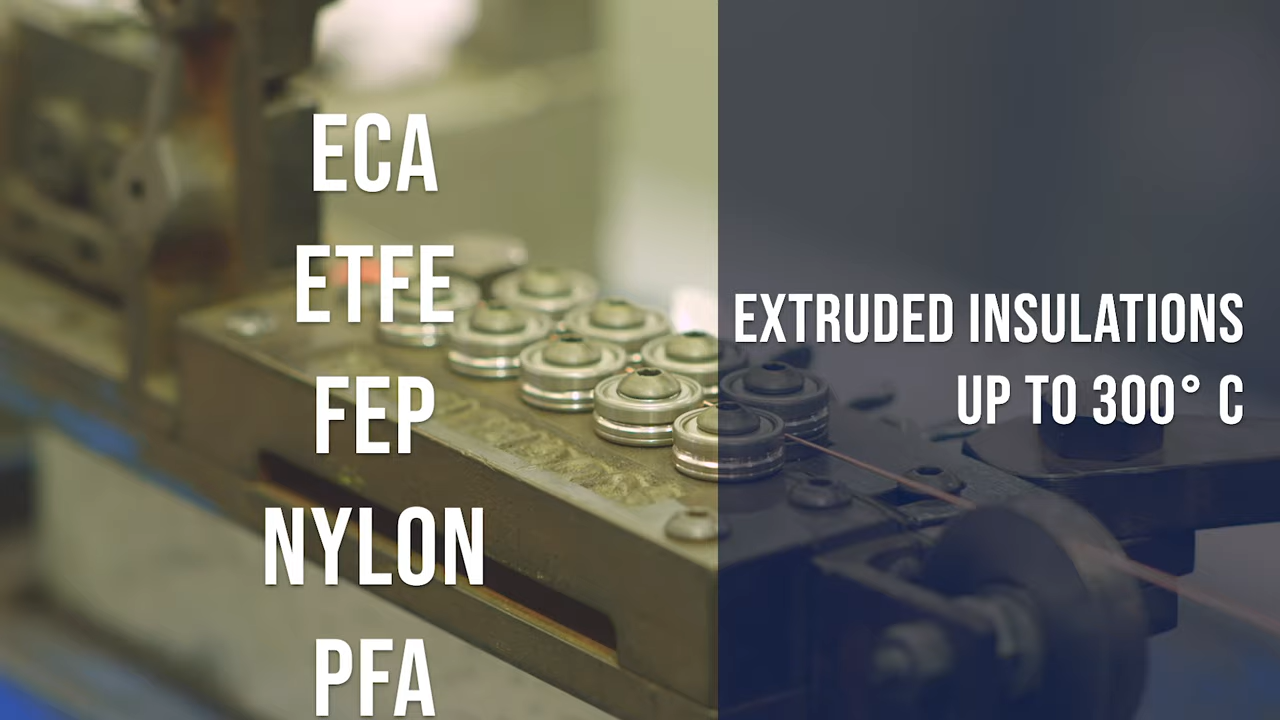 ECA
ETFE
FEP
NYLON
PFA
EXTRUDED INSULATIONS
UP TO 300° C